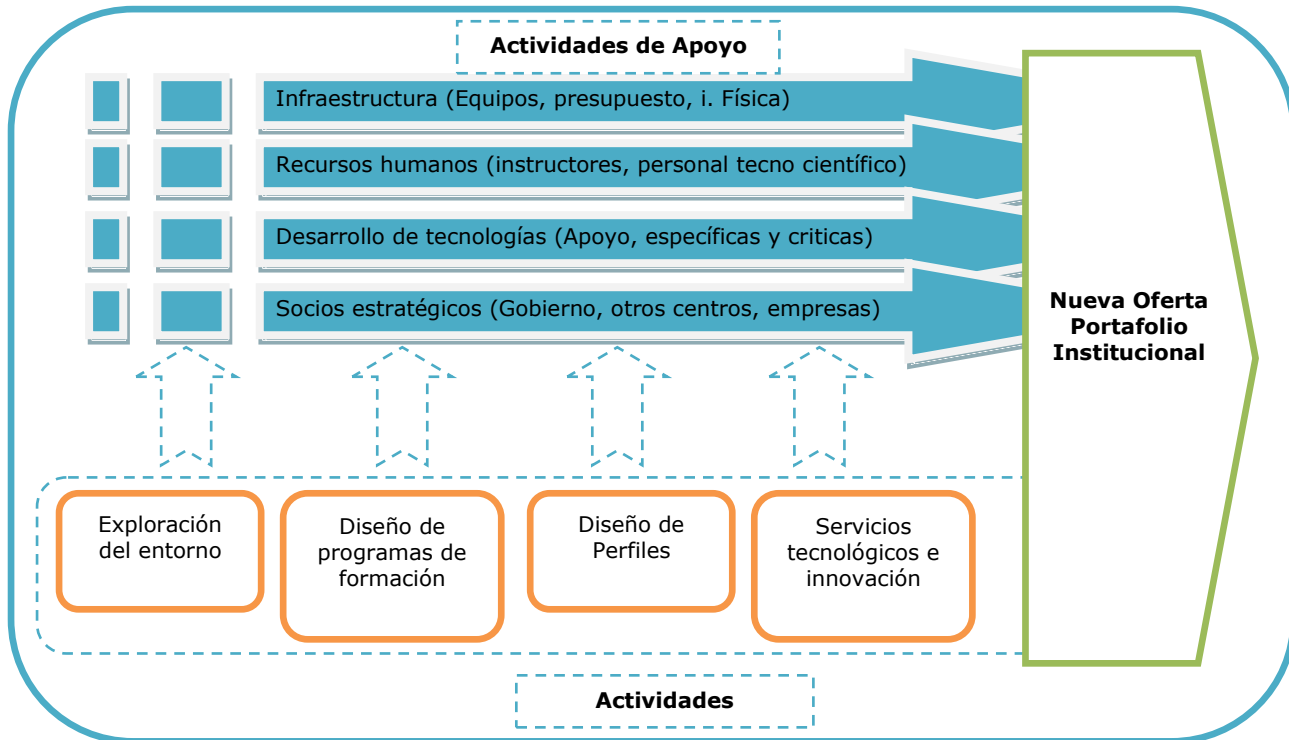 Actividades de Apoyo
Infraestructura (Equipos, presupuesto, i. Física)
Recursos humanos (instructores, personal tecno científico)
Desarrollo de tecnologías (Apoyo, específicas y criticas)
Socios estratégicos (Gobierno, otros centros, empresas)
Nueva Oferta
Portafolio
Institucional
Exploración
del entorno
Diseño de
programas de
formación
Diseño de
Perfiles
Servicios
tecnológicos e
innovación
Actividades